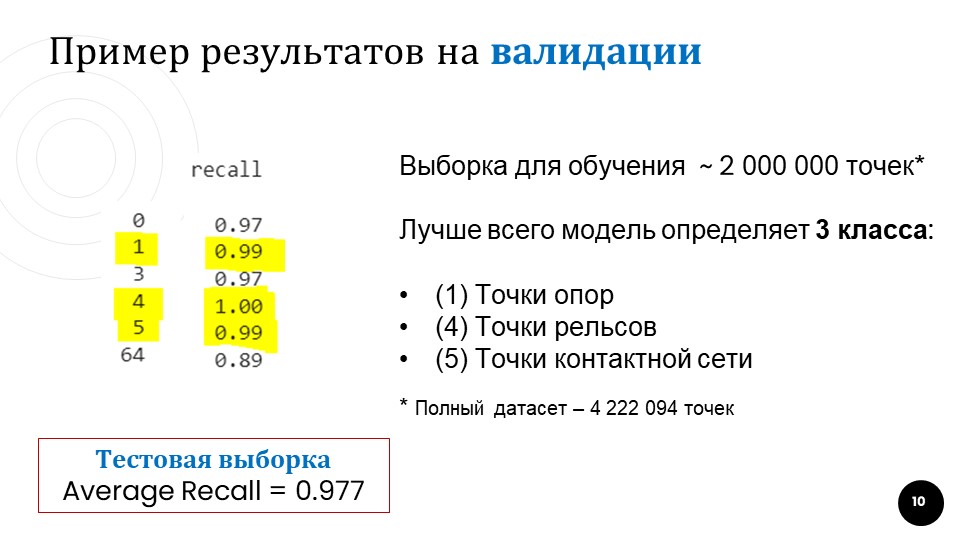 Пример результатов на валидации
recall
0 0.97
1 0.99
3 0.97
4 1.00
5 0.99
64 0.89
Выборка для обучения ~ 2 000 000 точек*
Лучше всего модель определяет 3 класса:
• (1) Точки опор
• (4) Точки рельсов
• (5) Точки контактной сети
* Полный датасет – 4 222 094 точек
Тестовая выборка
Average Recall = 0.977
10